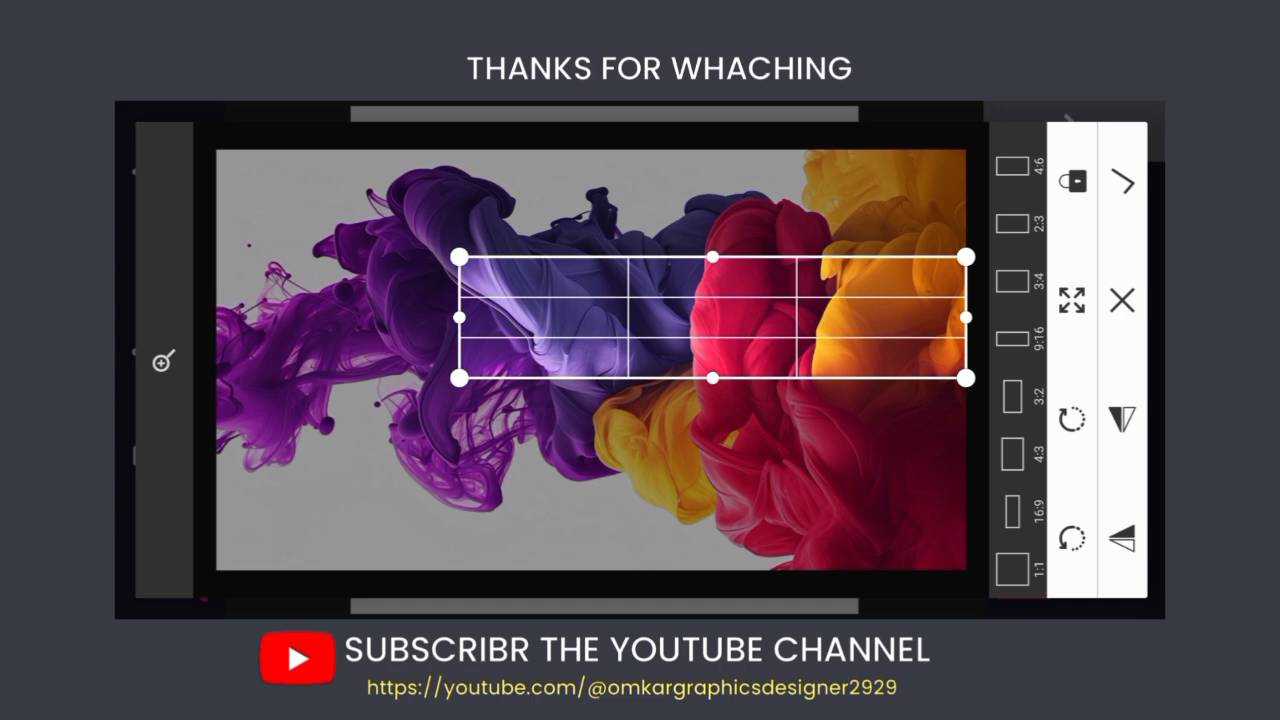 THANKS FOR WHACHING
4:6
2:3
3:4
9:16
3:2
4:3
16:9
1:1
SUBSCRIBR THE YOUTUBE CHANNEL
https://youtube.com/@omkargraphicsdesigner2929